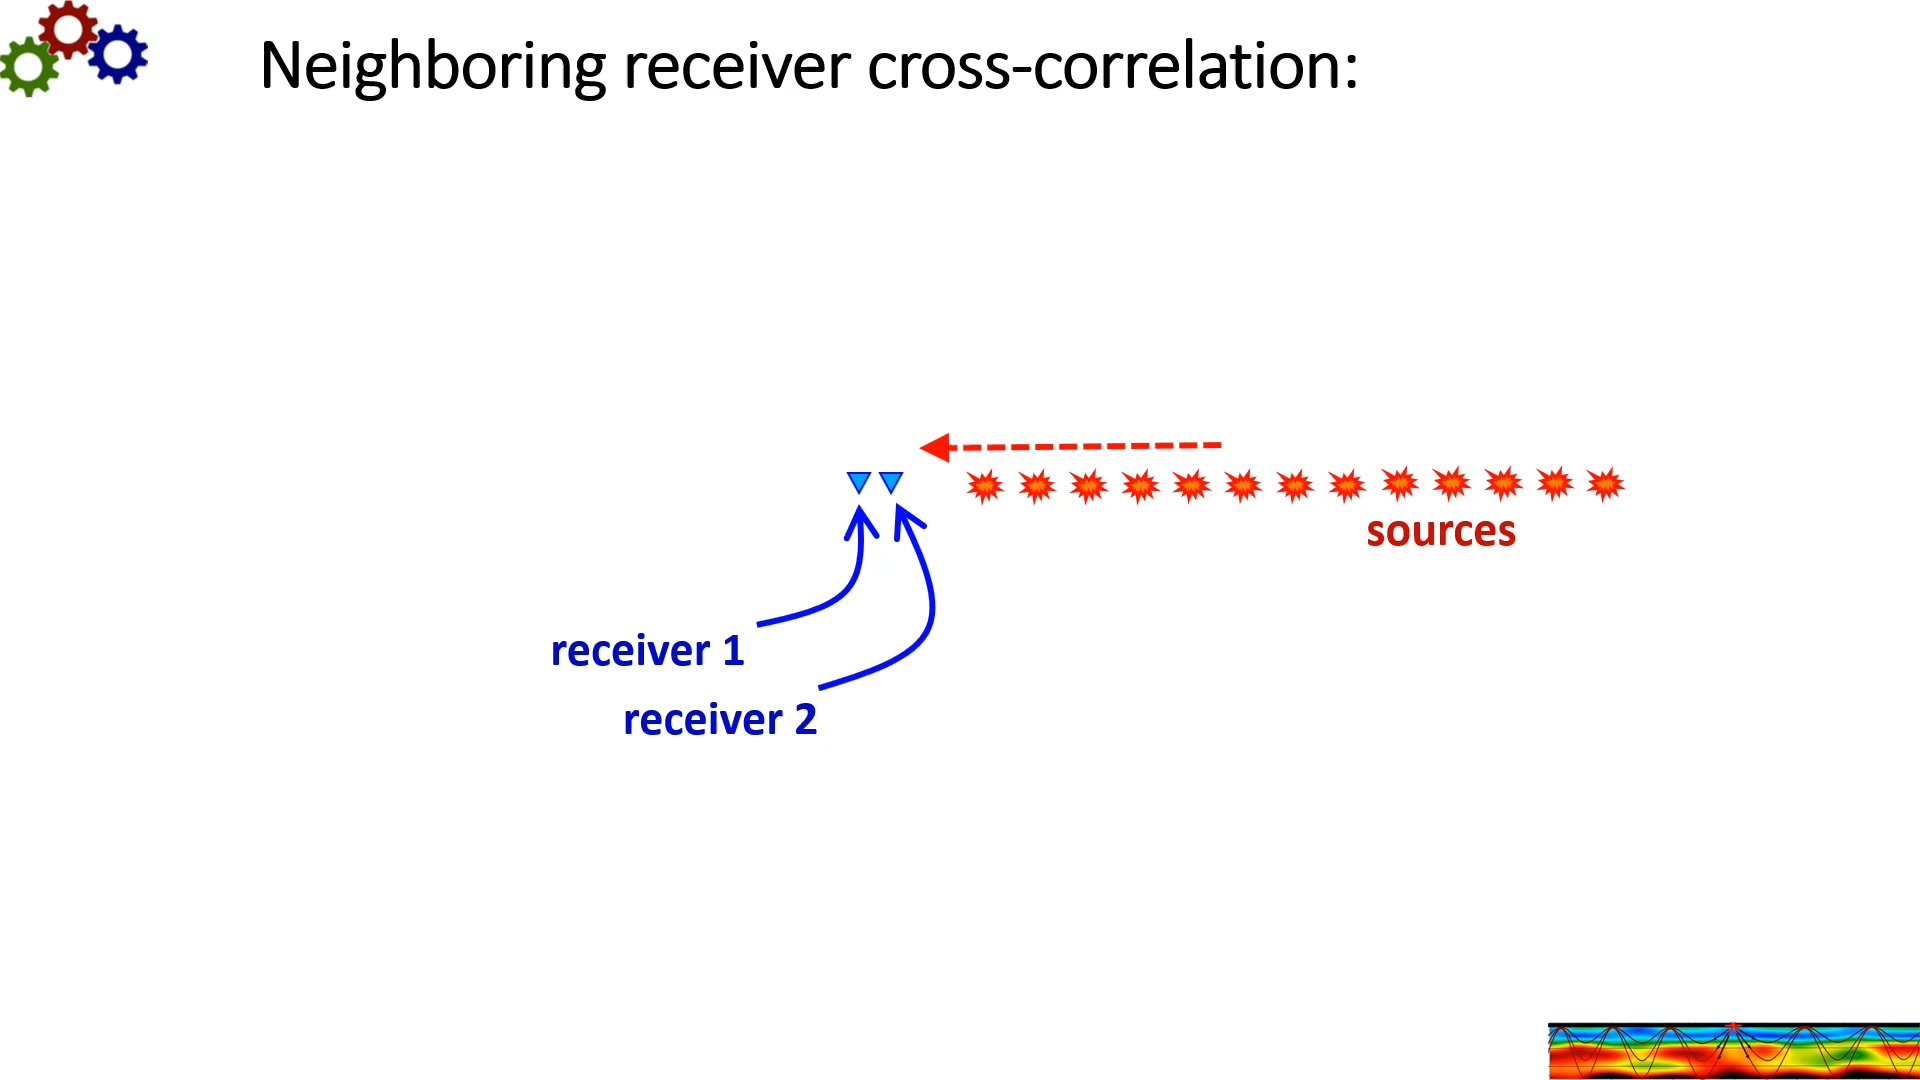 Neighboring receiver cross-correlation:
sources
receiver 1
receiver 2